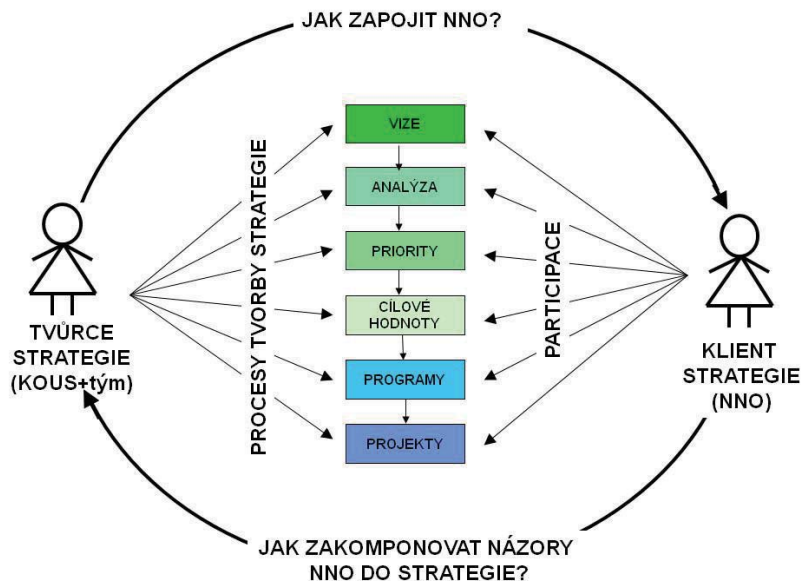 JAK ZAPOJIT NNO?
VIZE
ANALÝZA
PRIORITY
CÍLOVÉ
HODNOTY
PROGRAMY
PROJEKTY
PROCESY TVORBY STRATEGIE
PARTICIPACE
TVŮRCE
STRATEGIE
(KOUS+tým)
KLIENT
STRATEGIE
(NNO)
JAK ZAKOMPONOVAT NÁZORY
NNO DO STRATEGIE?